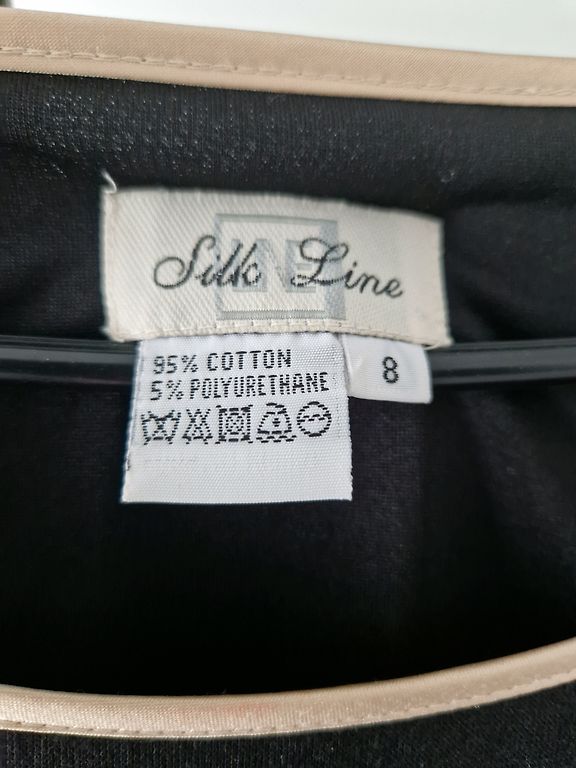 Silk Line
95% COTTON
5% POLYURETHANE
8